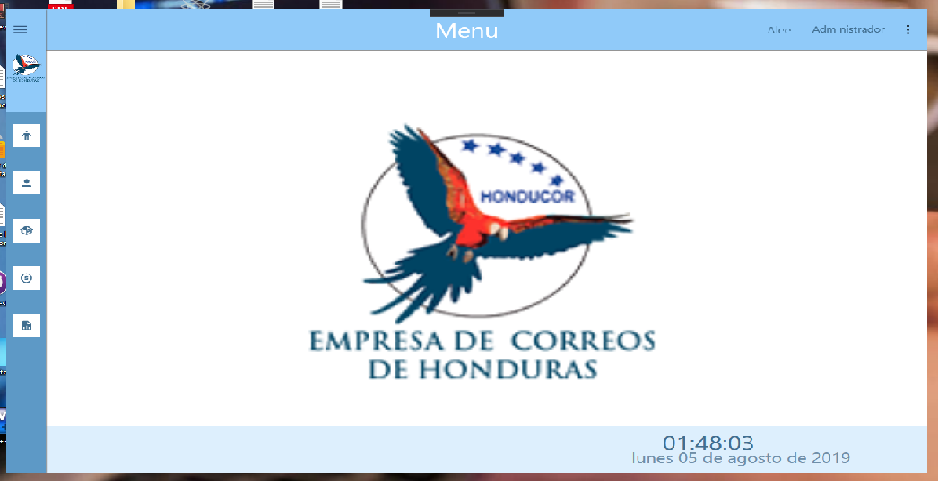 Menu
Administrador
HONDUCOR
EMPRESA DE CORREOS
DE HONDURAS
01:48:03
lunes 05 de agosto de 2019